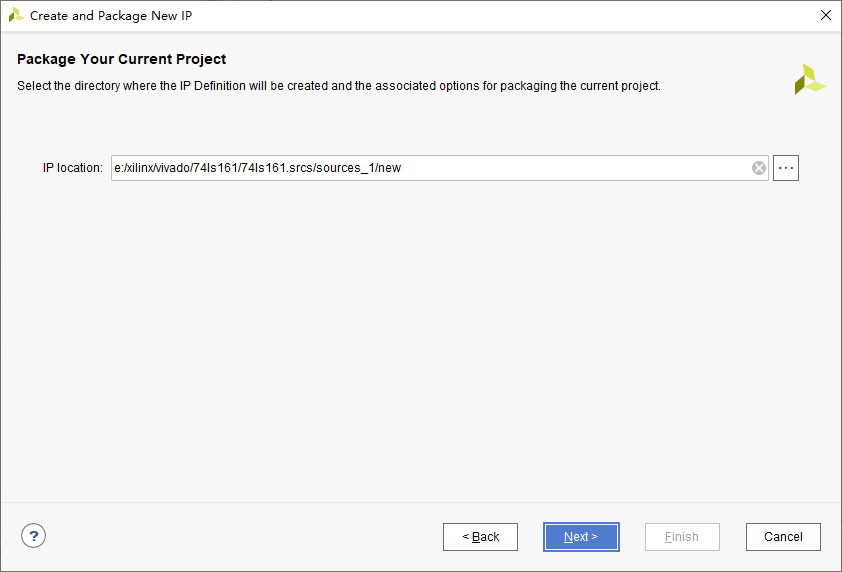 Create and Package New IP
Package Your Current Project
Select the directory where the IP Definition will be created and the associated options for packaging the current project.
IP location: e:/xilinx/vivado/74ls161/74ls161.srcs/sources_1/new
? < Back Next > Finish Cancel